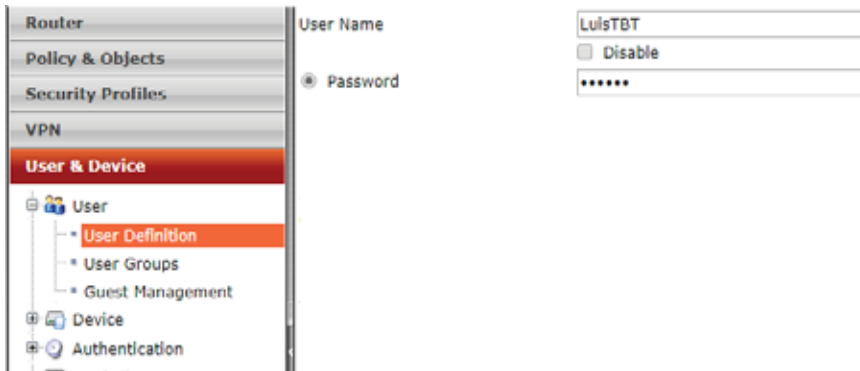 Router
Policy & Objects
Security Profiles
VPN
User & Device
User
User Definition
User Groups
Guest Management
Device
Authentication
User Name LuisTBT
Disable
Password ••••••